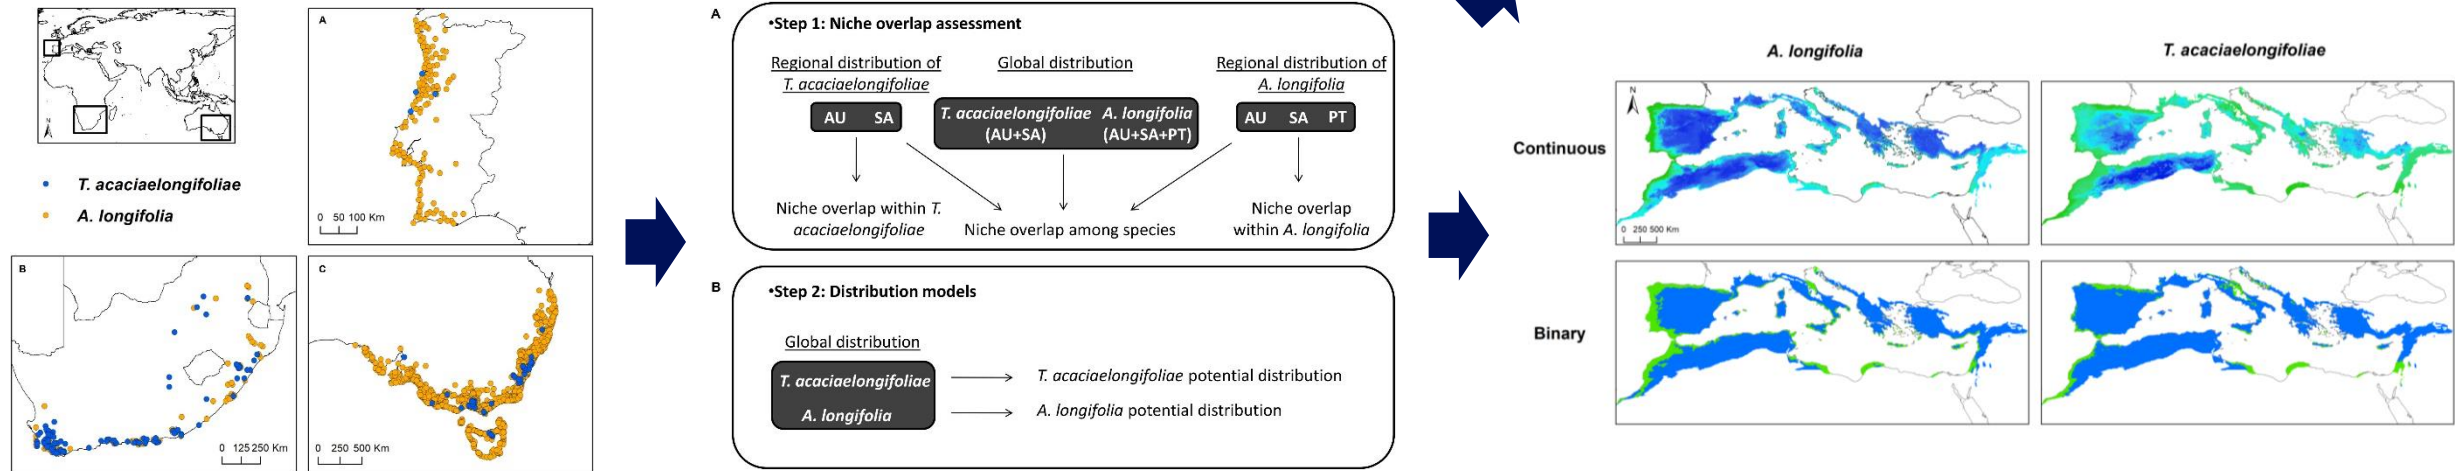 N
T. acaciaelongifoliae
A. longifolia
A
0 50 100 Km
B
0 125 250 Km
C
0 250 500 Km
A
•Step 1: Niche overlap assessment
Regional distribution of
T. acaciaelongifoliae
Global distribution
Regional distribution of
A. longifolia
AU SA
T. acaciaelongifoliae A. longifolia
(AU+SA) (AU+SA+PT)
AU SA PT
Niche overlap within T.
acaciaelongifoliae
Niche overlap among species
Niche overlap
within A. longifolia
B
•Step 2: Distribution models
Global distribution
T. acaciaelongifoliae
A. longifolia
T. acaciaelongifoliae potential distribution
A. longifolia potential distribution
A. longifolia
T. acaciaelongifoliae
Continuous
N
0 250 500 Km
Binary